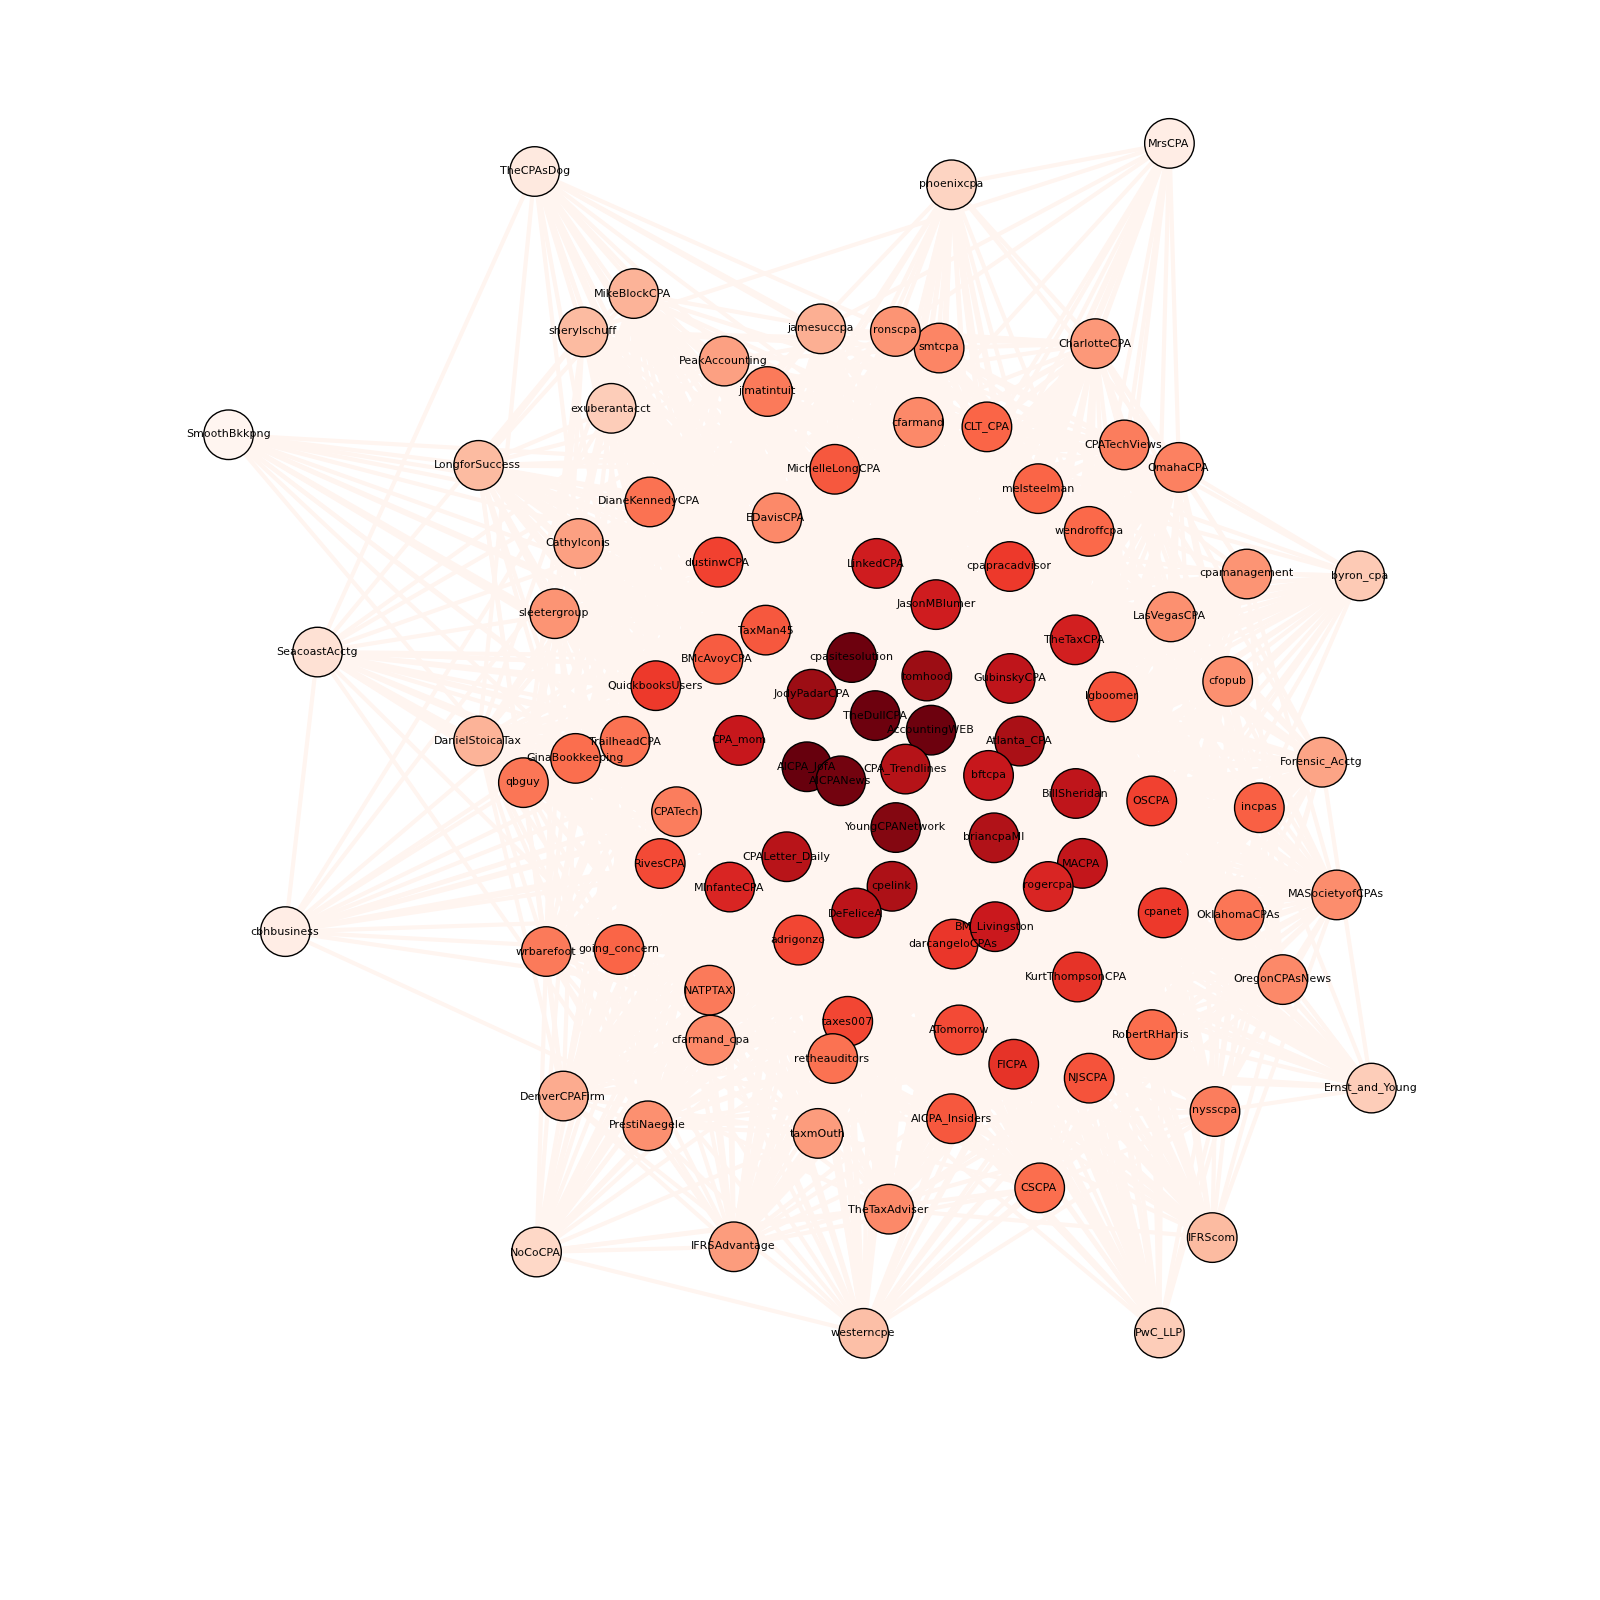 MrsCPA
TheCPAsDog
phoenixcpa
MikeBlockCPA
jamesuccpa
sherylschuff
ronscpa
smtcpa
CharlotteCPA
PeakAccounting
jimatintuit
exuberantacct
cfarmand
CLT_CPA
SmoothBkkpng
CPATechViews
LongforSuccess
MichelleLongCPA
OmahaCPA
melsteelman
DianeKennedyCPA
EDavisCPA
wendroffcpa
CathyIconis
dustinwCPA
LinkedCPA
cpapracadvisor
cpamanagement
byron_cpa
JasonMBlumer
sleetergroup
LasVegasCPA
TaxMan45
TheTaxCPA
SeacoastAcctg
BMcAvoyCPA
cpasitesolution
tomhood
GubinskyCPA
cfopub
QuickbooksUsers
JodyPadarCPA
lgboomer
TheDullCPA
AccountingWEB
DanielStoicaTax
TrailheadCPA
CPA_mom
Atlanta_CPA
GinaBookkeeping
Forensic_Acctg
AICPA_JofA
CPA_Trendlines
bftcpa
qbguy
AICPANews
BillSheridan
OSCPA
incpas
CPATech
YoungCPANetwork
briancpaMI
CPALetter_Daily
RivesCPA
MACPA
MInfanteCPA
cpelink
rogercpa
MASocietyofCPAs
DeFeliceA
cpanet
OklahomaCPAs
BM_Livingston
cbhbusiness
adrigonzo
darcangeloCPAs
wrbarefoot
going_concern
KurtThompsonCPA
OregonCPAsNews
NATPTAX
taxes007
ATomorrow
RobertRHarris
cfarmand_cpa
retheauditors
FICPA
NJSCPA
Ernst_and_Young
DenverCPAFirm
nysscpa
AICPA_Insiders
PrestiNaegele
taxmOuth
CSCPA
TheTaxAdviser
IFRScom
IFRSAdvantage
NoCoCPA
westerncpe
PwC_LLP